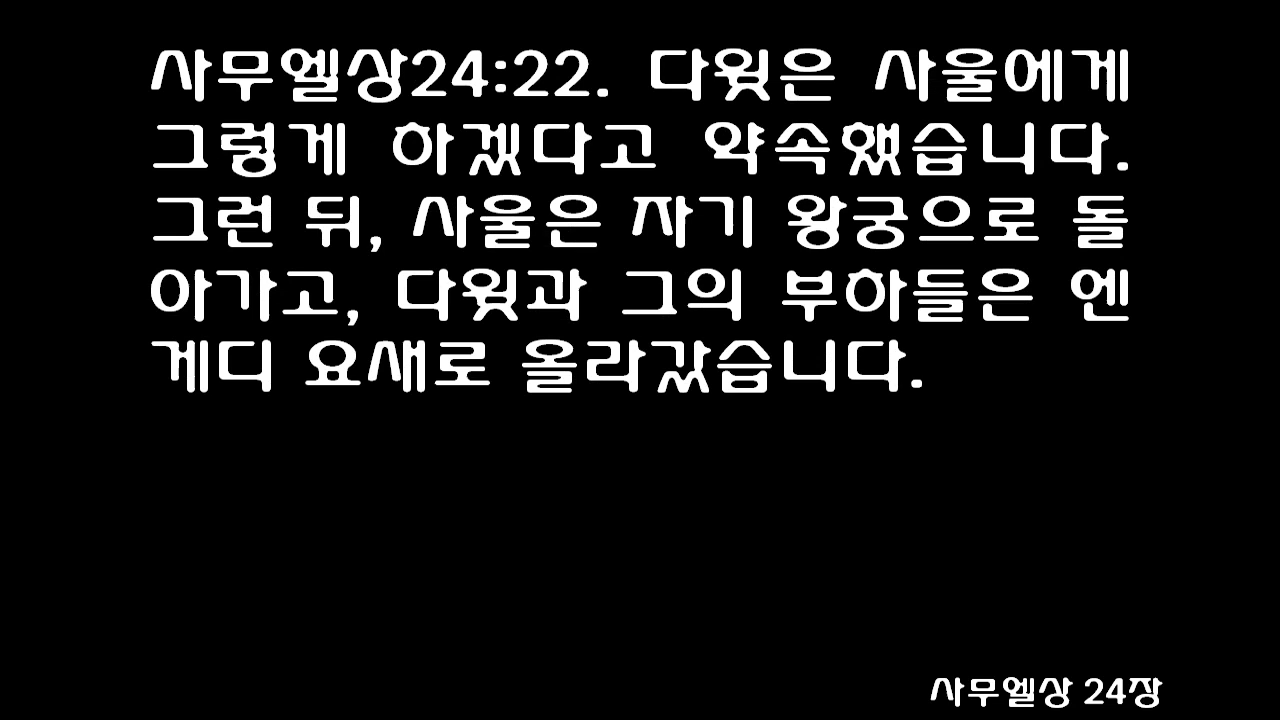 사무엘상24:22. 다윗은 사울에게
그렇게 하겠다고 약속했습니다.
그런 뒤, 사울은 자기 왕궁으로 돌
아가고, 다윗과 그의 부하들은 엔
게디 요새로 올라갔습니다.
사무엘상 24장